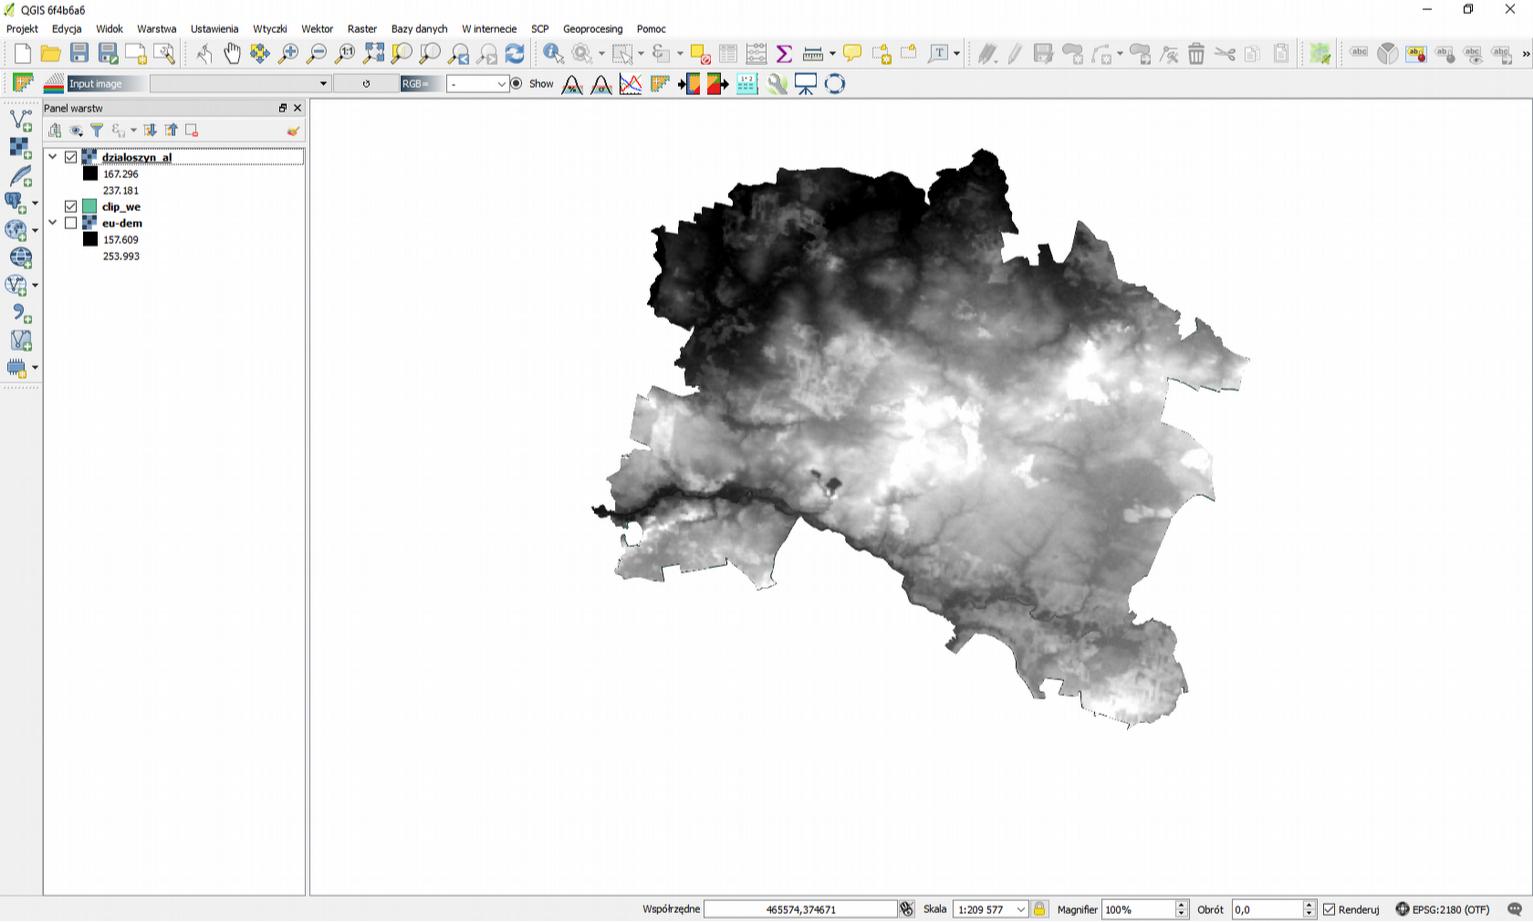 QGIS 6f4b6a6
Projekt Edycja Widok Warstwa Ustawienia Wtyczki Wektor Raster Bazy danych W internecie SCP Geoprocesing Pomoc
Input image RGB= - Show
Panel warstw
dzialoszyn_al
167.296
237.181
clip_we
eu-dem
157.609
253.993
Współrzędne 465574,374671 Skala 1:209 577 Magnifier 100% Obrót 0,0 Renderuj EPSG:2180 (OTF)